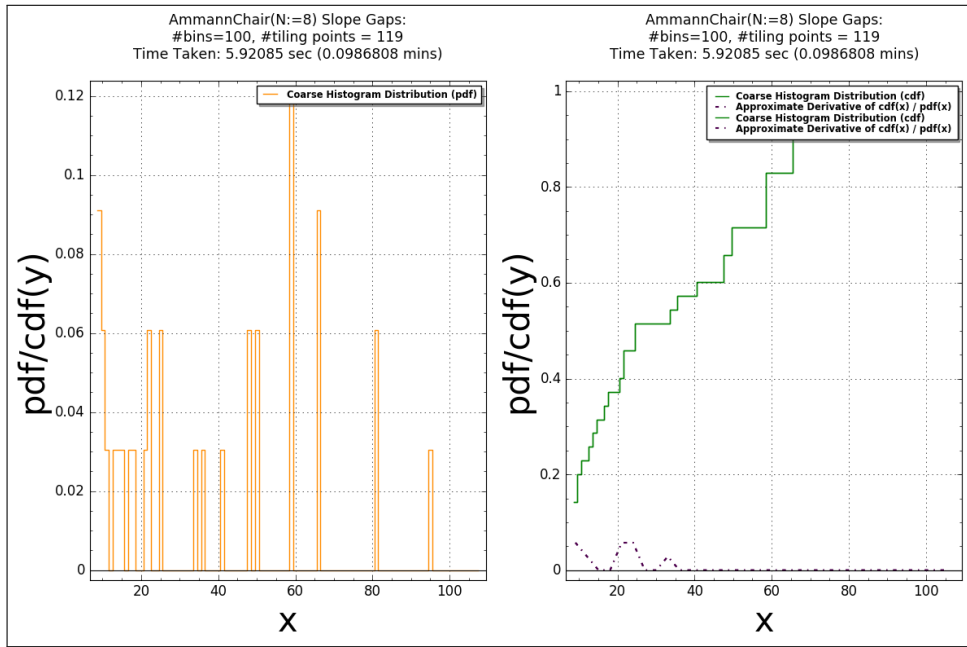 AmmannChair(N:=8) Slope Gaps:
#bins=100, #tiling points = 119
Time Taken: 5.92085 sec (0.0986808 mins)
Coarse Histogram Distribution (pdf)
0.12
0.1
0.08
0.06
0.04
0.02
0
pdf/cdf(y)
20
40
60
80
100
x
AmmannChair(N:=8) Slope Gaps:
#bins=100, #tiling points = 119
Time Taken: 5.92085 sec (0.0986808 mins)
Coarse Histogram Distribution (cdf)
Approximate Derivative of cdf(x) / pdf(x)
Coarse Histogram Distribution (cdf)
Approximate Derivative of cdf(x) / pdf(x)
1
0.8
0.6
0.4
0.2
0
pdf/cdf(y)
20
40
60
80
100
x